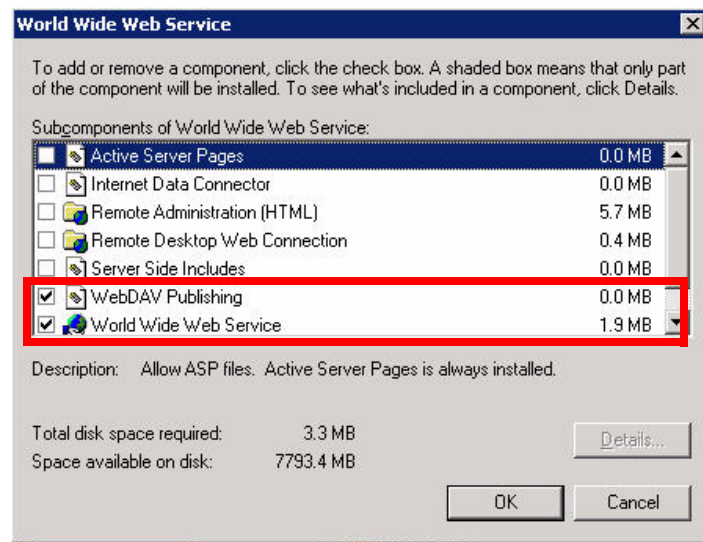 World Wide Web Service
To add or remove a component, click the check box. A shaded box means that only part
of the component will be installed. To see what's included in a component, click Details.
Subcomponents of World Wide Web Service:
Active Server Pages 0.0 MB
Internet Data Connector 0.0 MB
Remote Administration (HTML) 5.7 MB
Remote Desktop Web Connection 0.4 MB
Server Side Includes 0.0 MB
WebDAV Publishing 0.0 MB
World Wide Web Service 1.9 MB
Description: Allow ASP files. Active Server Pages is always installed.
Total disk space required: 3.3 MB
Details...
Space available on disk: 7793.4 MB
OK Cancel